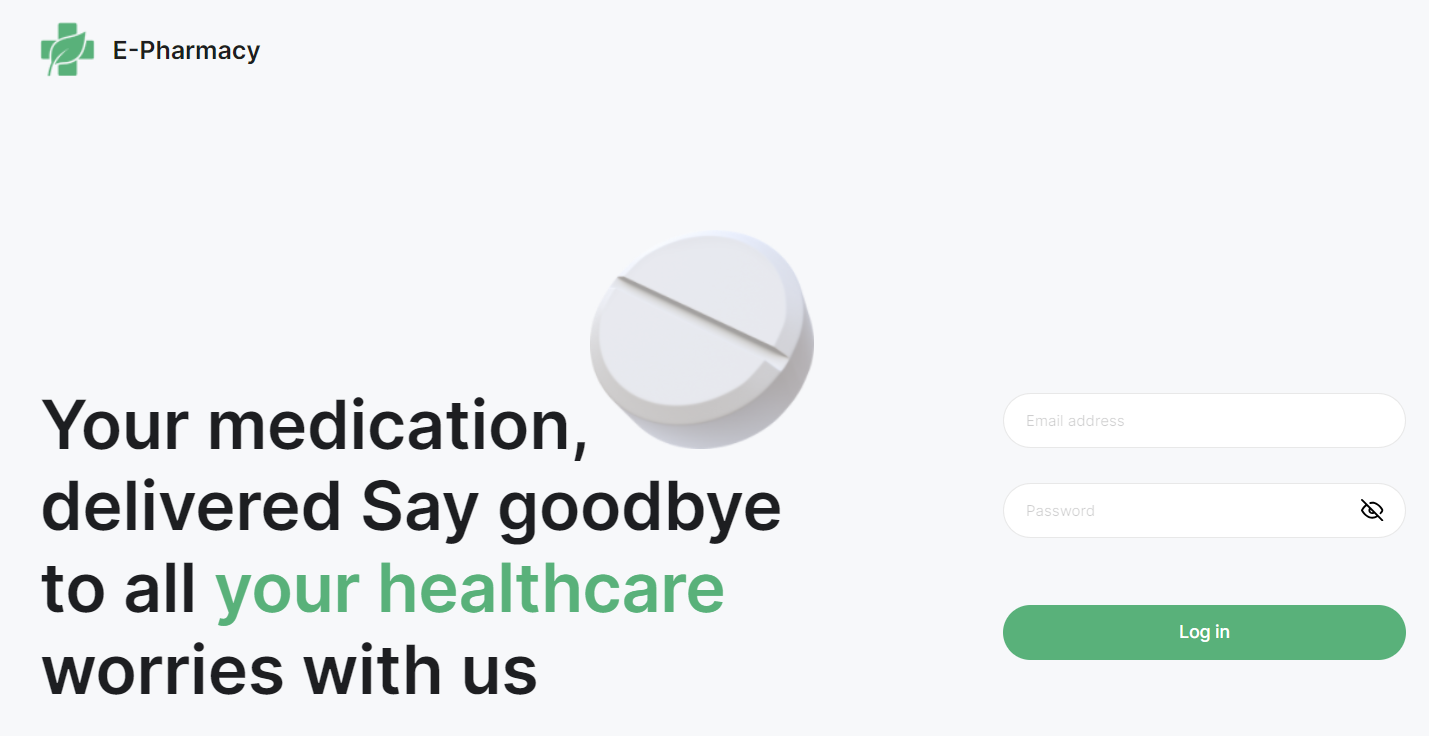 E-Pharmacy
Your medication,
delivered Say goodbye
to all your healthcare
worries with us
Email address
Password
Log in